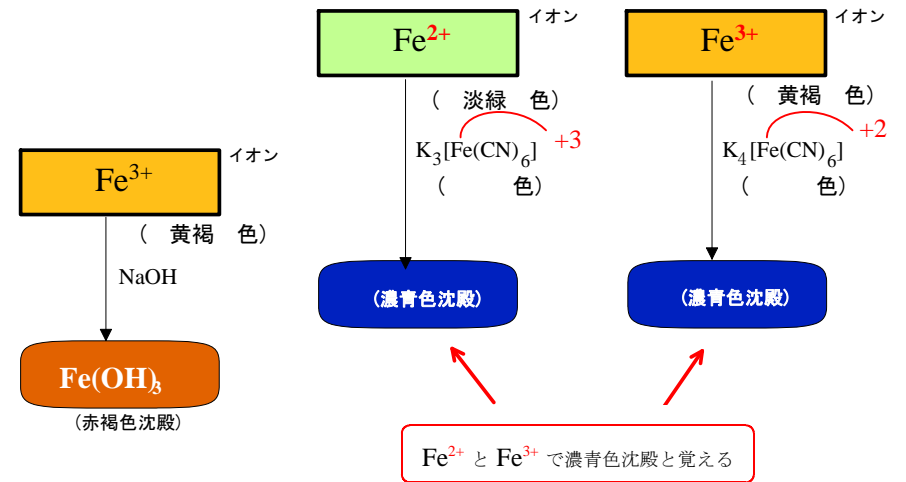 Fe³⁺
イオン
( 黄褐 色)
NaOH
Fe(OH)₃
(赤褐色沈殿)
Fe²⁺
イオン
( 淡緑 色)
+3
K₃[Fe(CN)₆]
( 色)
(濃青色沈殿)
Fe³⁺
イオン
( 黄褐 色)
+2
K₄[Fe(CN)₆]
( 色)
(濃青色沈殿)
Fe²⁺ と Fe³⁺ で濃青色沈殿と覚える